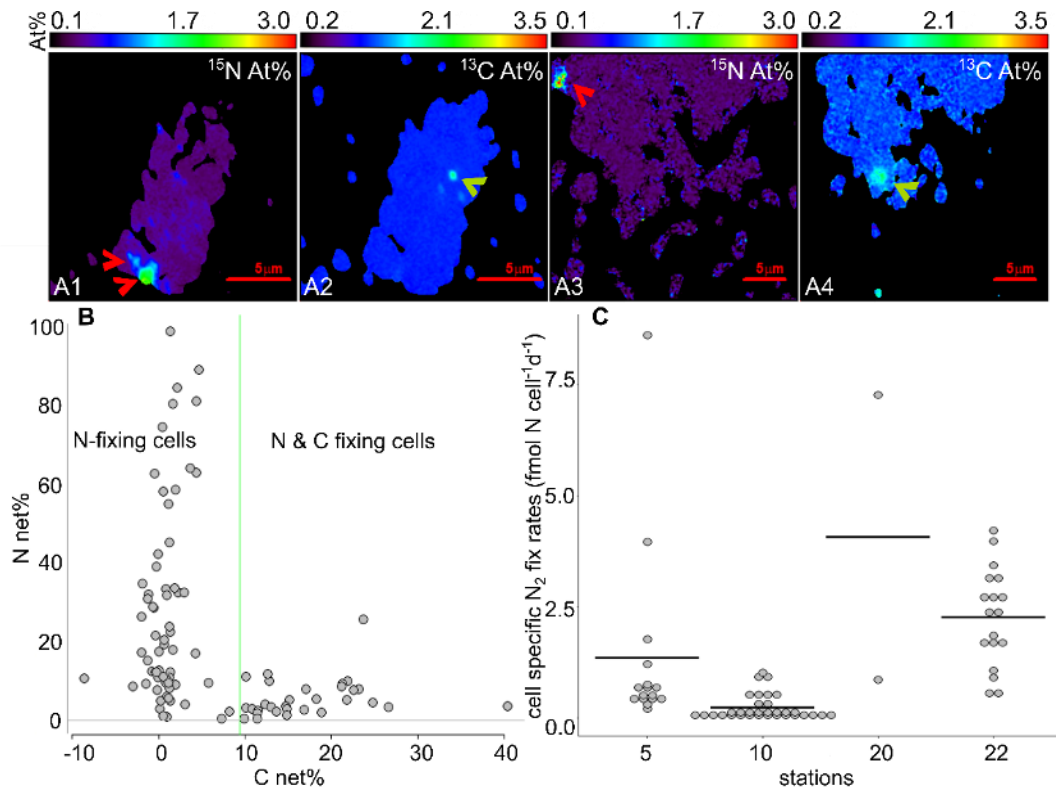 At%
0.1 1.7 3.0
0.2 2.1 3.5
0.1 1.7 3.0
0.2 2.1 3.5
¹⁵N At%
¹³C At%
¹⁵N At%
¹³C At%
A1
5µm
A2
5µm
A3
5µm
A4
5µm
B
100
80
60
40
20
0
N net%
N-fixing cells
N & C fixing cells
-10 0 10 20 30 40
C net%
C
7.5
5.0
2.5
0.0
cell specific N₂ fix rates (fmol N cell⁻¹d⁻¹)
5 10 20 22
stations